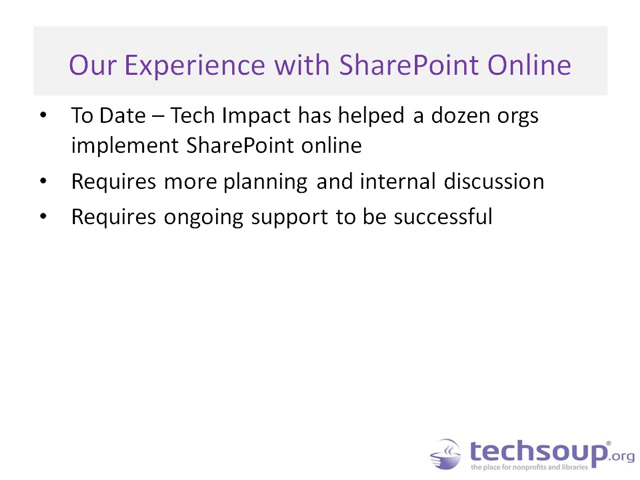 Our Experience with SharePoint Online
• To Date – Tech Impact has helped a dozen orgs
implement SharePoint online
• Requires more planning and internal discussion
• Requires ongoing support to be successful
techsoup®.org
the place for nonprofits and libraries